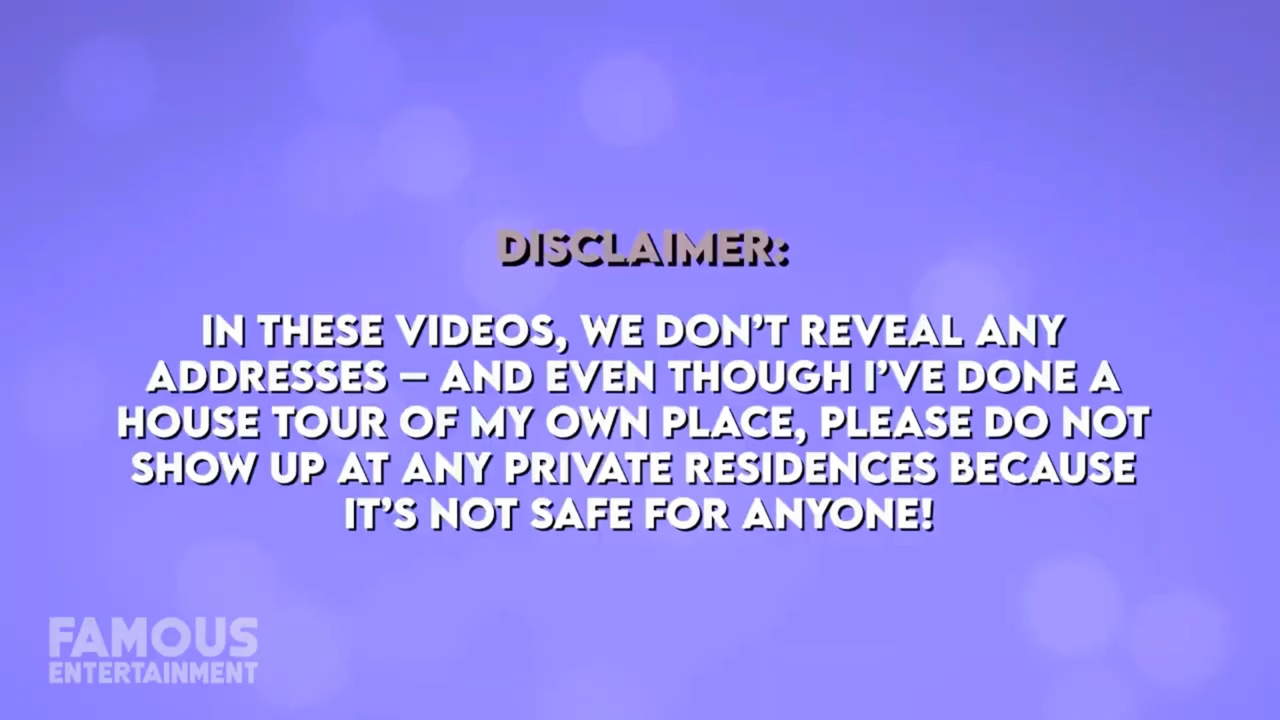 DISCLAIMER:
IN THESE VIDEOS, WE DON'T REVEAL ANY
ADDRESSES – AND EVEN THOUGH I'VE DONE A
HOUSE TOUR OF MY OWN PLACE, PLEASE DO NOT
SHOW UP AT ANY PRIVATE RESIDENCES BECAUSE
IT'S NOT SAFE FOR ANYONE!
FAMOUS
ENTERTAINMENT